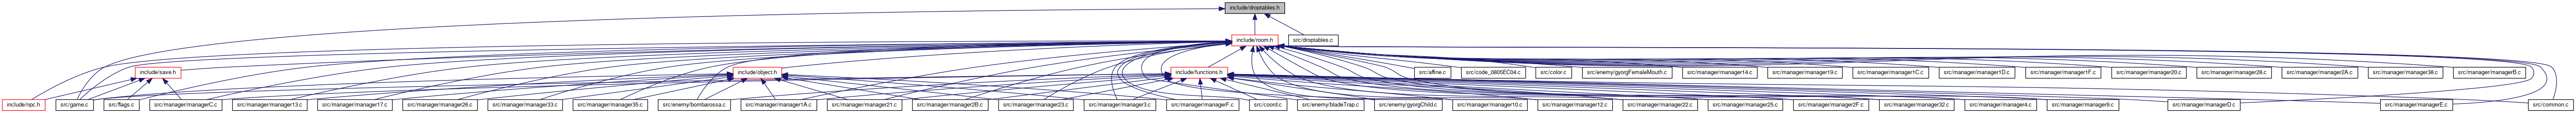 include/droptables.h
include/room.h
src/droptables.c
include/save.h
include/object.h
include/functions.h
src/affine.c
src/code_0805EC04.c
src/color.c
src/enemy/gyorgFemaleMouth.c
src/manager/manager14.c
src/manager/manager19.c
src/manager/manager1C.c
src/manager/manager1D.c
src/manager/manager1F.c
src/manager/manager20.c
src/manager/manager28.c
src/manager/manager2A.c
src/manager/manager38.c
src/manager/managerB.c
include/npc.h
src/game.c
src/flags.c
src/manager/managerC.c
src/manager/manager13.c
src/manager/manager17.c
src/manager/manager26.c
src/manager/manager33.c
src/manager/manager35.c
src/enemy/bombarossa.c
src/manager/manager1A.c
src/manager/manager21.c
src/manager/manager2B.c
src/manager/manager23.c
src/manager/manager3.c
src/manager/managerF.c
src/coord.c
src/enemy/bladeTrap.c
src/enemy/gyorgChild.c
src/manager/manager10.c
src/manager/manager12.c
src/manager/manager22.c
src/manager/manager25.c
src/manager/manager2F.c
src/manager/manager32.c
src/manager/manager4.c
src/manager/manager9.c
src/manager/managerD.c
src/manager/managerE.c
src/common.c